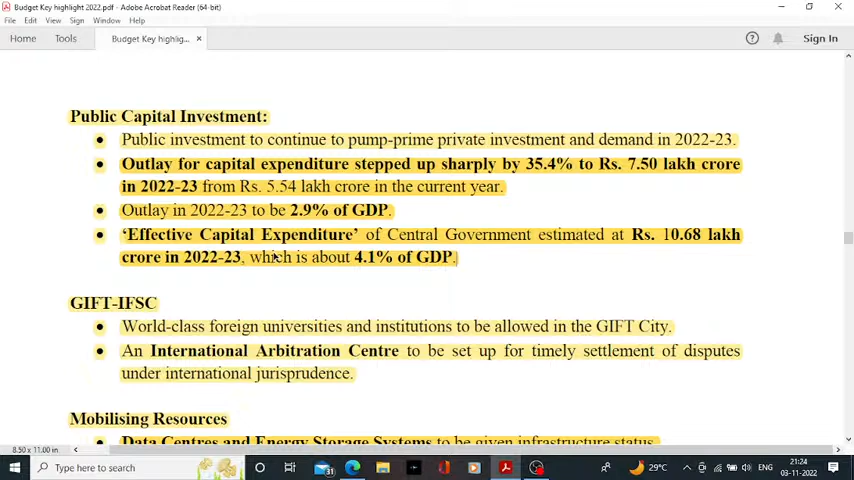 Budget Key highlight 2022.pdf - Adobe Acrobat Reader (64-bit)
File Edit View Sign Window Help
Home Tools Budget Key highlig... × Sign In
Public Capital Investment:
• Public investment to continue to pump-prime private investment and demand in 2022-23.
• Outlay for capital expenditure stepped up sharply by 35.4% to Rs. 7.50 lakh crore
in 2022-23 from Rs. 5.54 lakh crore in the current year.
• Outlay in 2022-23 to be 2.9% of GDP.
• ‘Effective Capital Expenditure’ of Central Government estimated at Rs. 10.68 lakh
crore in 2022-23, which is about 4.1% of GDP.
GIFT-IFSC
• World-class foreign universities and institutions to be allowed in the GIFT City.
• An International Arbitration Centre to be set up for timely settlement of disputes
under international jurisprudence.
Mobilising Resources
• Data Centres and Energy Storage Systems to be given infrastructure status.
8.50 x 11.00 in
Type here to search 31 29°C ENG 21:24
03-11-2022